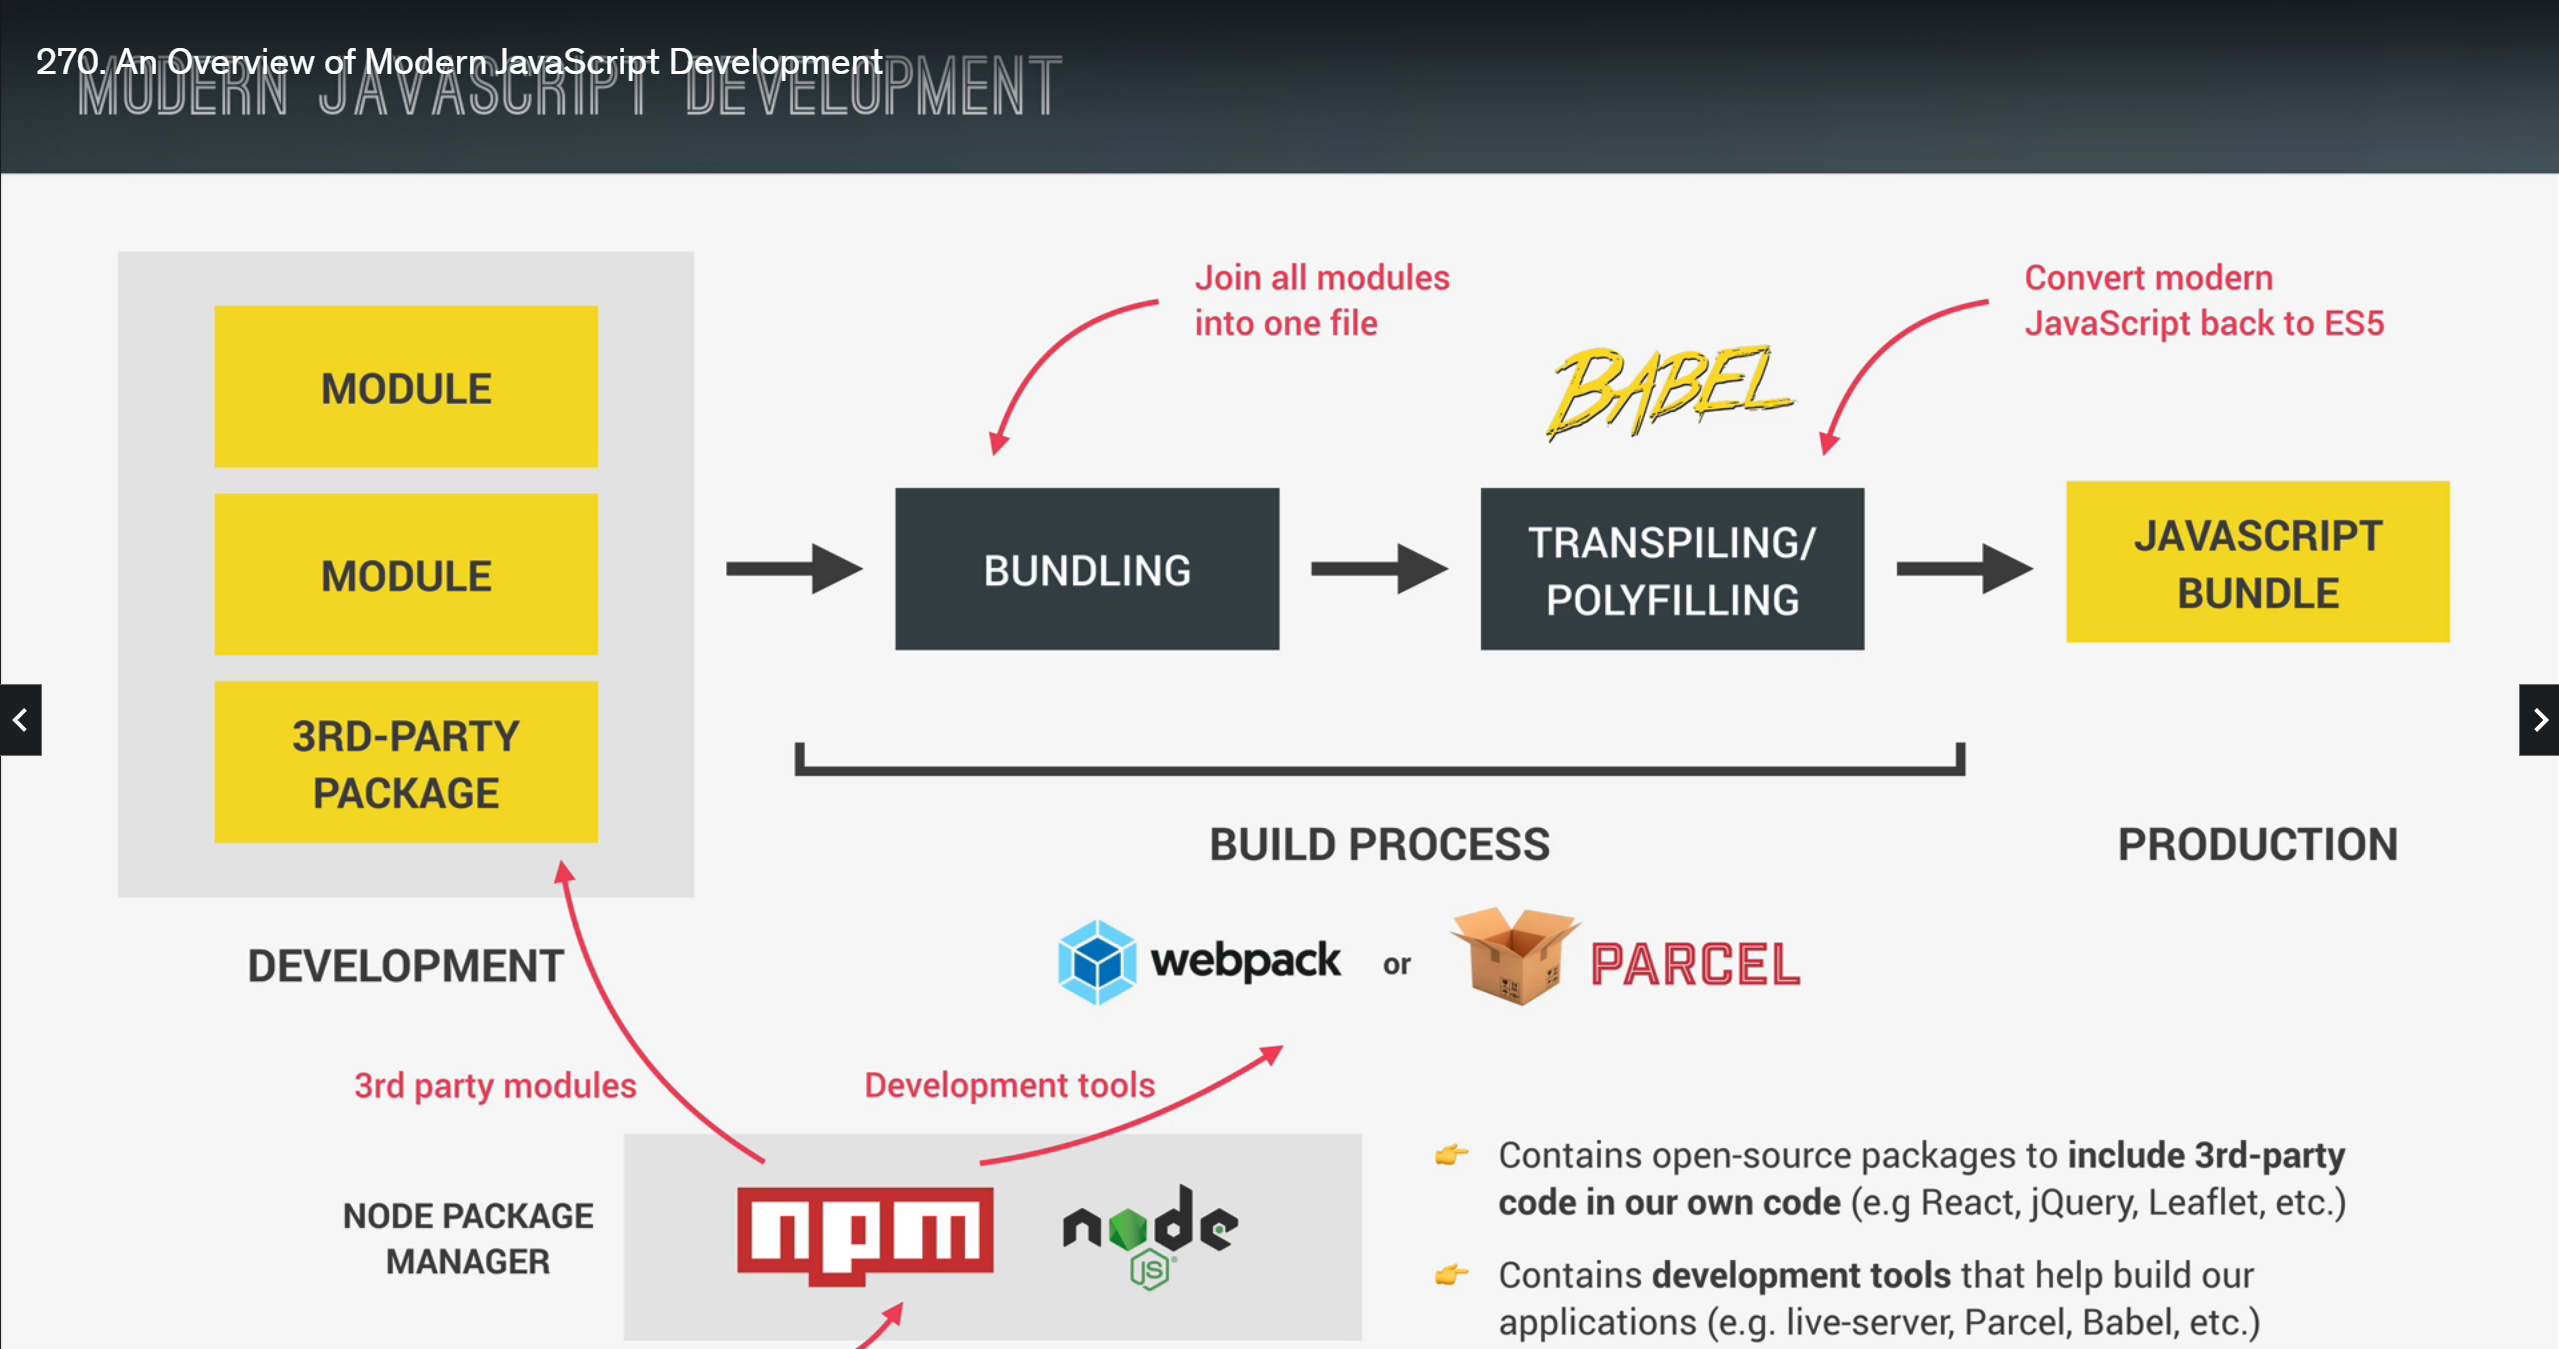 270. An Overview of Modern JavaScript Development
MODERN JAVASCRIPT DEVELOPMENT
MODULE
MODULE
3RD-PARTY
PACKAGE
DEVELOPMENT
Join all modules
into one file
BUNDLING
BABEL
Convert modern
JavaScript back to ES5
TRANSPILING/
POLYFILLING
JAVASCRIPT
BUNDLE
BUILD PROCESS
PRODUCTION
webpack
or
PARCEL
3rd party modules
Development tools
NODE PACKAGE
MANAGER
npm
node
JS
Contains open-source packages to include 3rd-party
code in our own code (e.g React, jQuery, Leaflet, etc.)
Contains development tools that help build our
applications (e.g. live-server, Parcel, Babel, etc.)